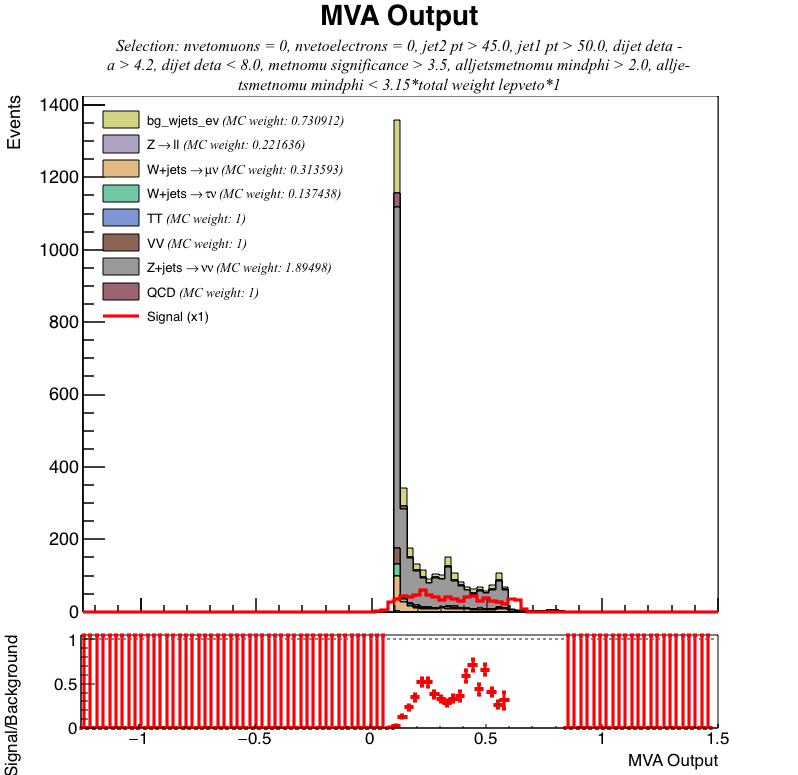 MVA Output
Selection: nvetomuons = 0, nvetoelectrons = 0, jet2 pt > 45.0, jet1 pt > 50.0, dijet deta -
a > 4.2, dijet deta < 8.0, metnomu significance > 3.5, alljetsmetnomu mindphi > 2.0, allje-
tsmetnomu mindphi < 3.15*total weight lepveto*1
Events
1400
1200
1000
800
600
400
200
0
bg_wjets_ev (MC weight: 0.730912)
Z → ll (MC weight: 0.221636)
W+jets → μν (MC weight: 0.313593)
W+jets → τν (MC weight: 0.137438)
TT (MC weight: 1)
VV (MC weight: 1)
Z+jets → νν (MC weight: 1.89498)
QCD (MC weight: 1)
Signal (x1)
Signal/Background
1
0.5
0
−1 −0.5 0 0.5 1 1.5
MVA Output